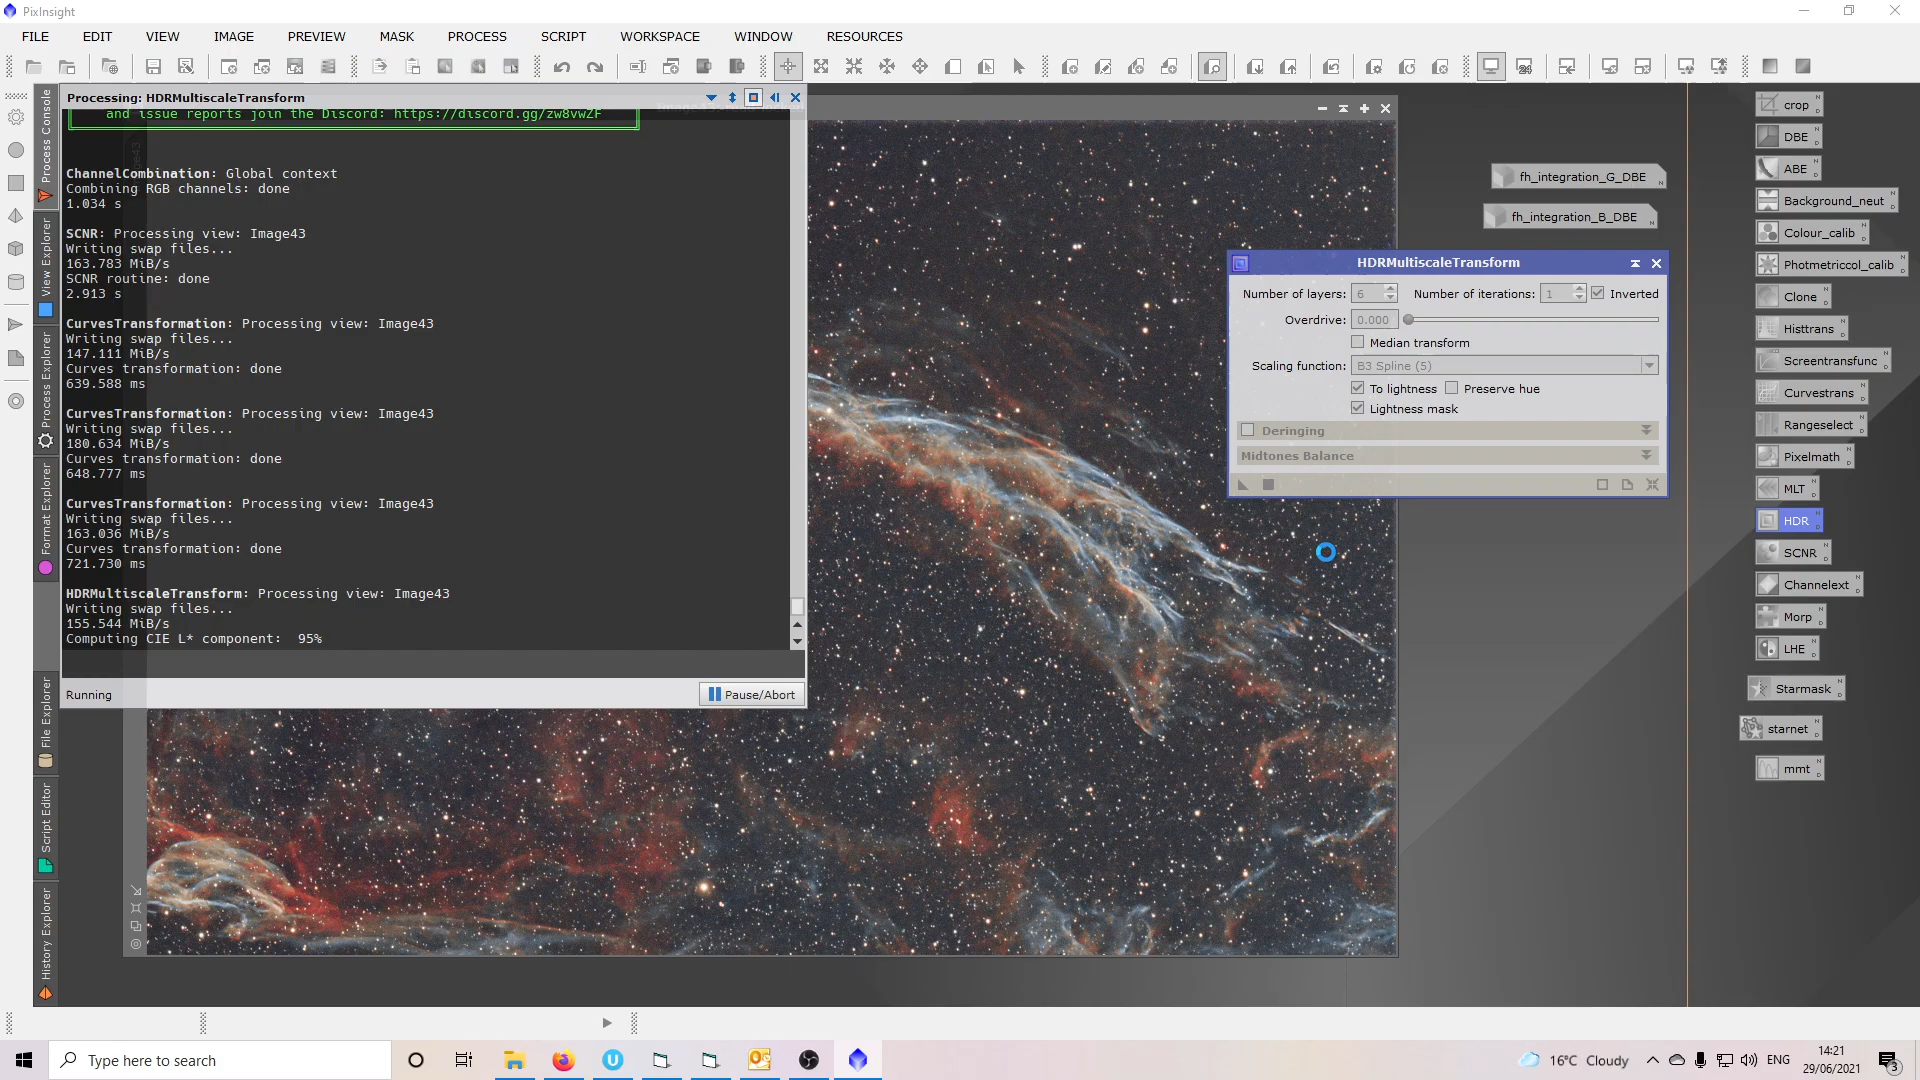 PixInsight
FILE EDIT VIEW IMAGE PREVIEW MASK PROCESS SCRIPT WORKSPACE WINDOW RESOURCES
Processing: HDRMultiscaleTransform
and issue reports join the Discord: https://discord.gg/zw8vwZF
ChannelCombination: Global context
Combining RGB channels: done
1.034 s
SCNR: Processing view: Image43
Writing swap files...
163.783 MiB/s
SCNR routine: done
2.913 s
CurvesTransformation: Processing view: Image43
Writing swap files...
147.111 MiB/s
Curves transformation: done
639.588 ms
CurvesTransformation: Processing view: Image43
Writing swap files...
180.634 MiB/s
Curves transformation: done
648.777 ms
CurvesTransformation: Processing view: Image43
Writing swap files...
163.036 MiB/s
Curves transformation: done
721.730 ms
HDRMultiscaleTransform: Processing view: Image43
Writing swap files...
155.544 MiB/s
Computing CIE L* component: 95%
Running
Pause/Abort
Process Console
View Explorer
Process Explorer
Format Explorer
File Explorer
Script Editor
History Explorer
fh_integration_G_DBE
fh_integration_B_DBE
HDRMultiscaleTransform
Number of layers: 6 Number of iterations: 1 Inverted
Overdrive: 0.000
Median transform
Scaling function: B3 Spline (5)
To lightness Preserve hue
Lightness mask
Deringing
Midtones Balance
crop
DBE
ABE
Background_neut
Colour_calib
Photmetriccol_calib
Clone
Histtrans
Screentransfunc
Curvestrans
Rangeselect
Pixelmath
MLT
HDR
SCNR
Channelext
Morp
LHE
Starmask
starnet
mmt
Type here to search
16°C Cloudy
ENG
14:21
29/06/2021
3